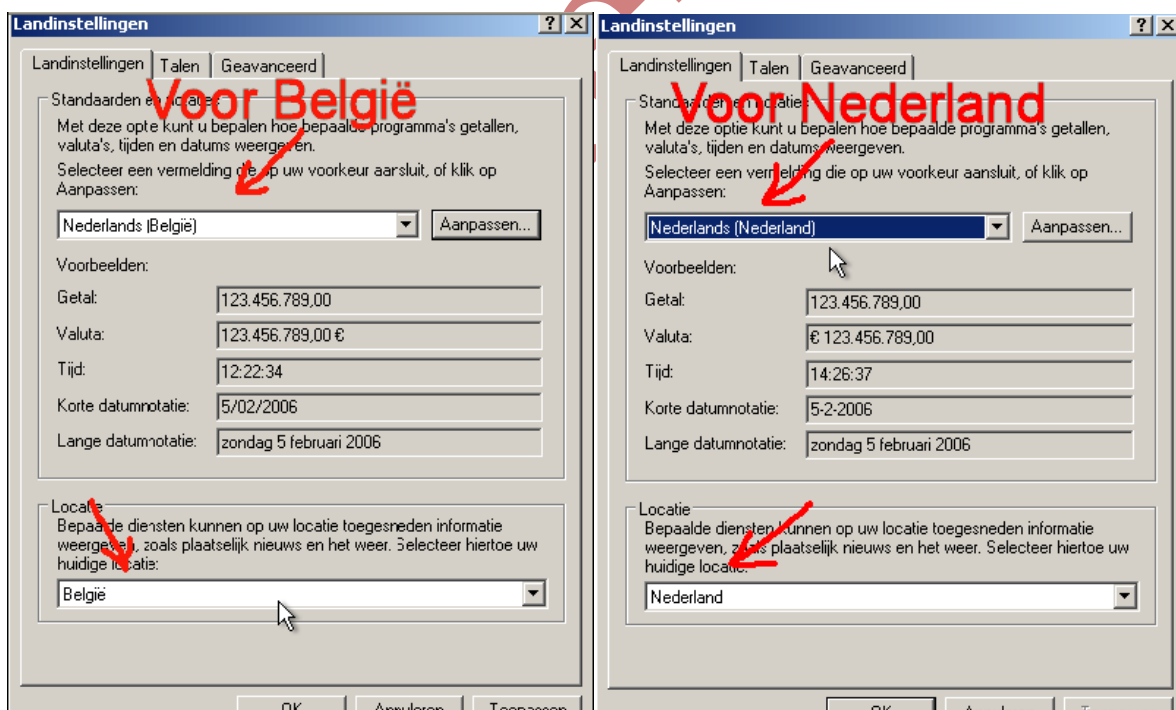 Landinstellingen
Landinstellingen Talen Geavanceerd
Voor België
Standaarden en notaties
Met deze optie kunt u bepalen hoe bepaalde programma's getallen,
valuta's, tijden en datums weergeven.
Selecteer een vermelding die op uw voorkeur aansluit, of klik op
Aanpassen:
Nederlands (België) Aanpassen...
Voorbeelden:
Getal: 123.456.789,00
Valuta: 123.456.789,00 €
Tijd: 12:22:34
Korte datumnotatie: 5/02/2006
Lange datumnotatie: zondag 5 februari 2006
Locatie
Bepaalde diensten kunnen op uw locatie toegesneden informatie
weergeven, zoals plaatselijk nieuws en het weer. Selecteer hiertoe uw
huidige locatie:
België
OK Annuleren Toepassen
Landinstellingen
Landinstellingen Talen Geavanceerd
Voor Nederland
Standaarden en notaties
Met deze optie kunt u bepalen hoe bepaalde programma's getallen,
valuta's, tijden en datums weergeven.
Selecteer een vermelding die op uw voorkeur aansluit, of klik op
Aanpassen:
Nederlands (Nederland) Aanpassen...
Voorbeelden:
Getal: 123.456.789,00
Valuta: € 123.456.789,00
Tijd: 14:26:37
Korte datumnotatie: 5-2-2006
Lange datumnotatie: zondag 5 februari 2006
Locatie
Bepaalde diensten kunnen op uw locatie toegesneden informatie
weergeven, zoals plaatselijk nieuws en het weer. Selecteer hiertoe uw
huidige locatie:
Nederland
OK